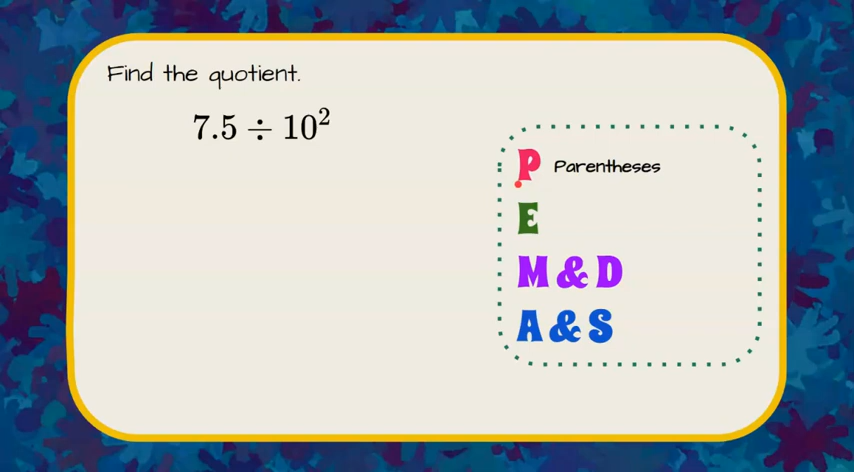 Find the quotient.
7.5 ÷ 10²
P Parentheses
E
M & D
A & S